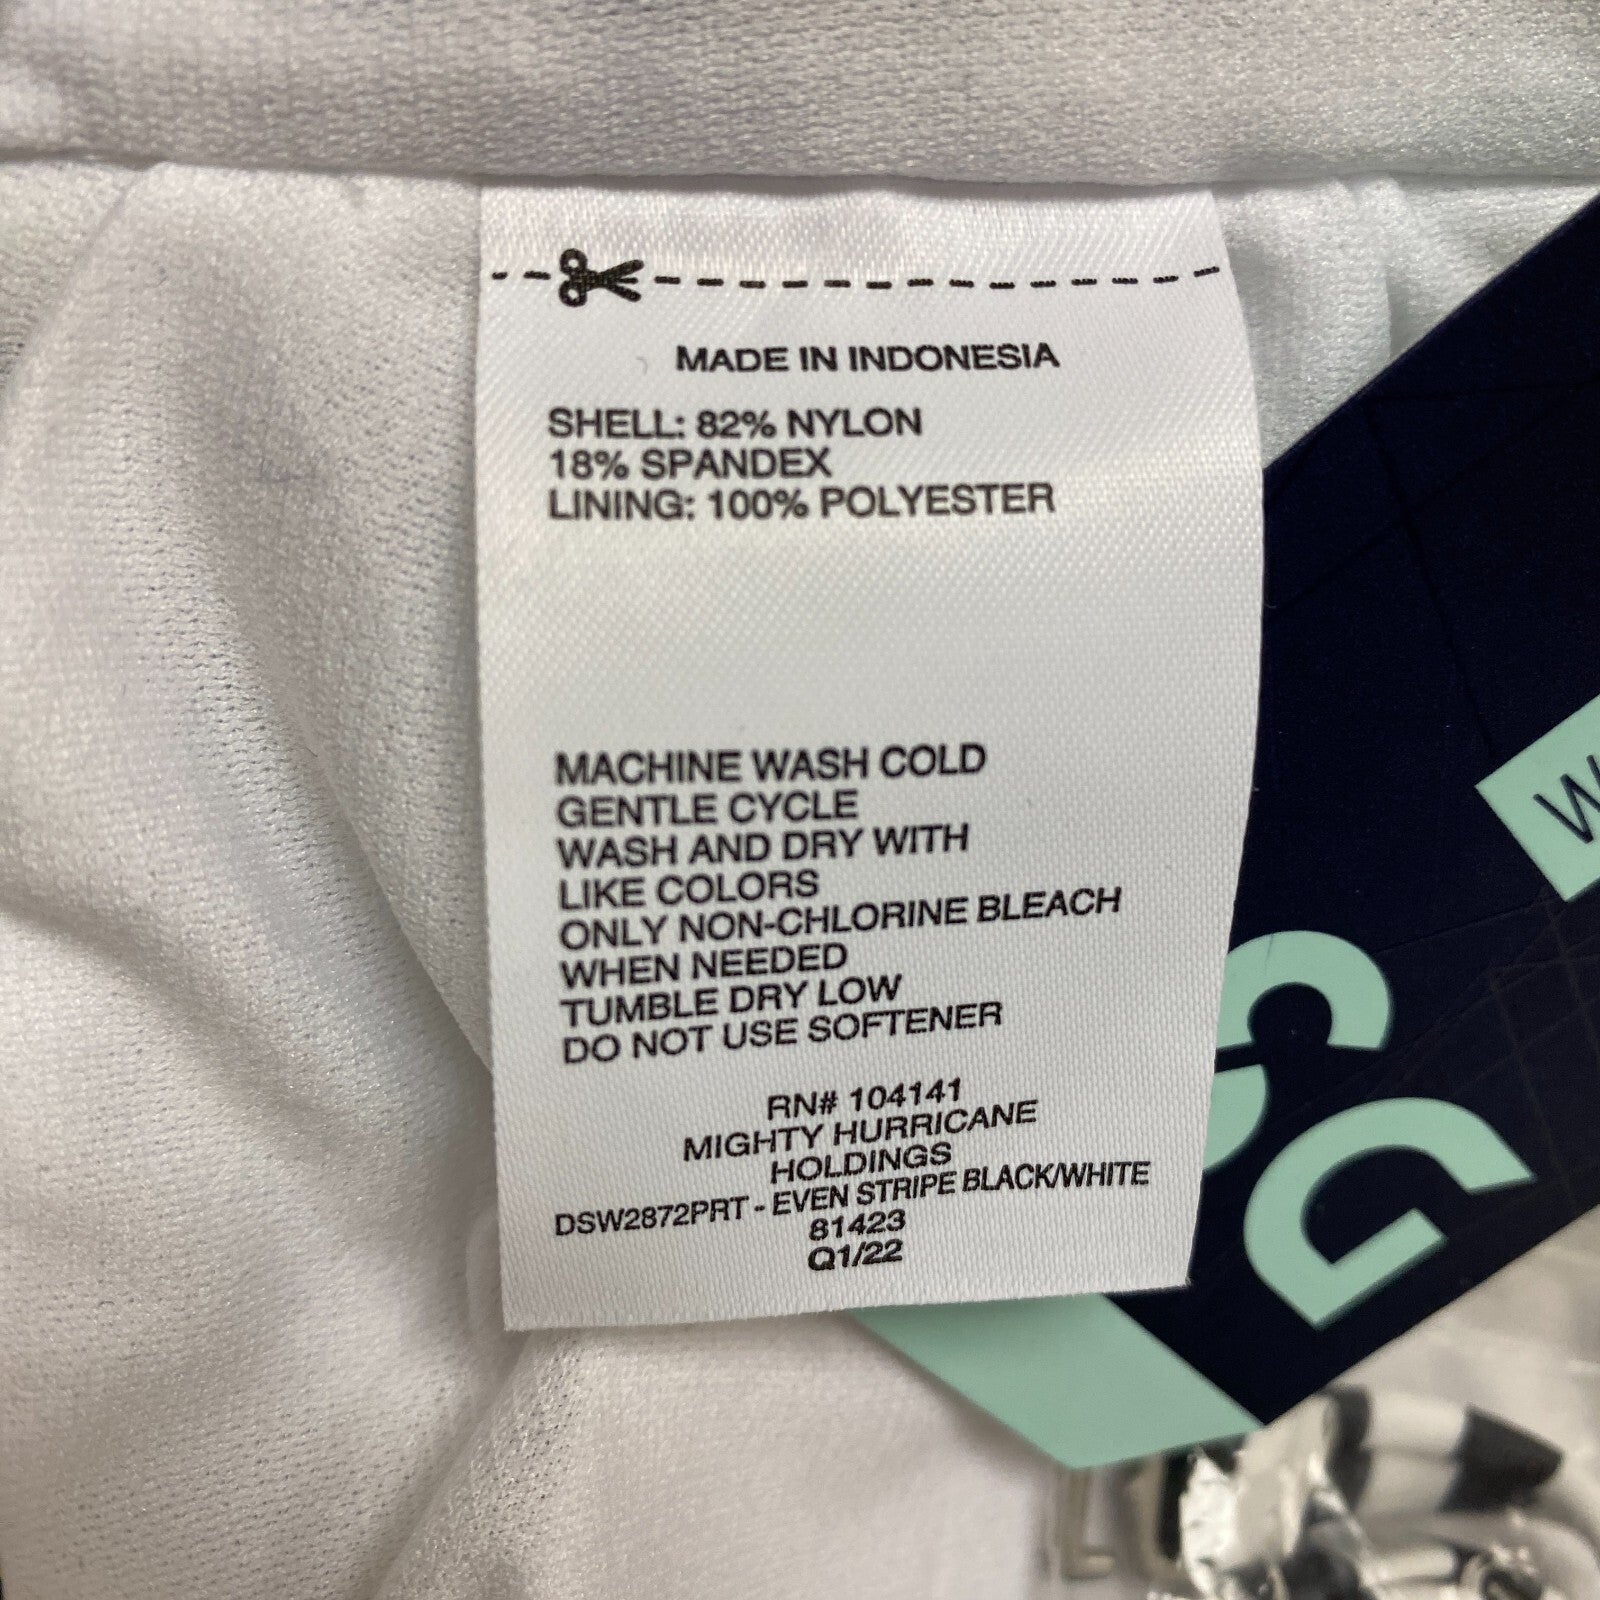 MADE IN INDONESIA
SHELL: 82% NYLON
18% SPANDEX
LINING: 100% POLYESTER
MACHINE WASH COLD
GENTLE CYCLE
WASH AND DRY WITH
LIKE COLORS
ONLY NON-CHLORINE BLEACH
WHEN NEEDED
TUMBLE DRY LOW
DO NOT USE SOFTENER
RN# 104141
MIGHTY HURRICANE
HOLDINGS
DSW2872PRT - EVEN STRIPE BLACK/WHITE
81423
Q1/22